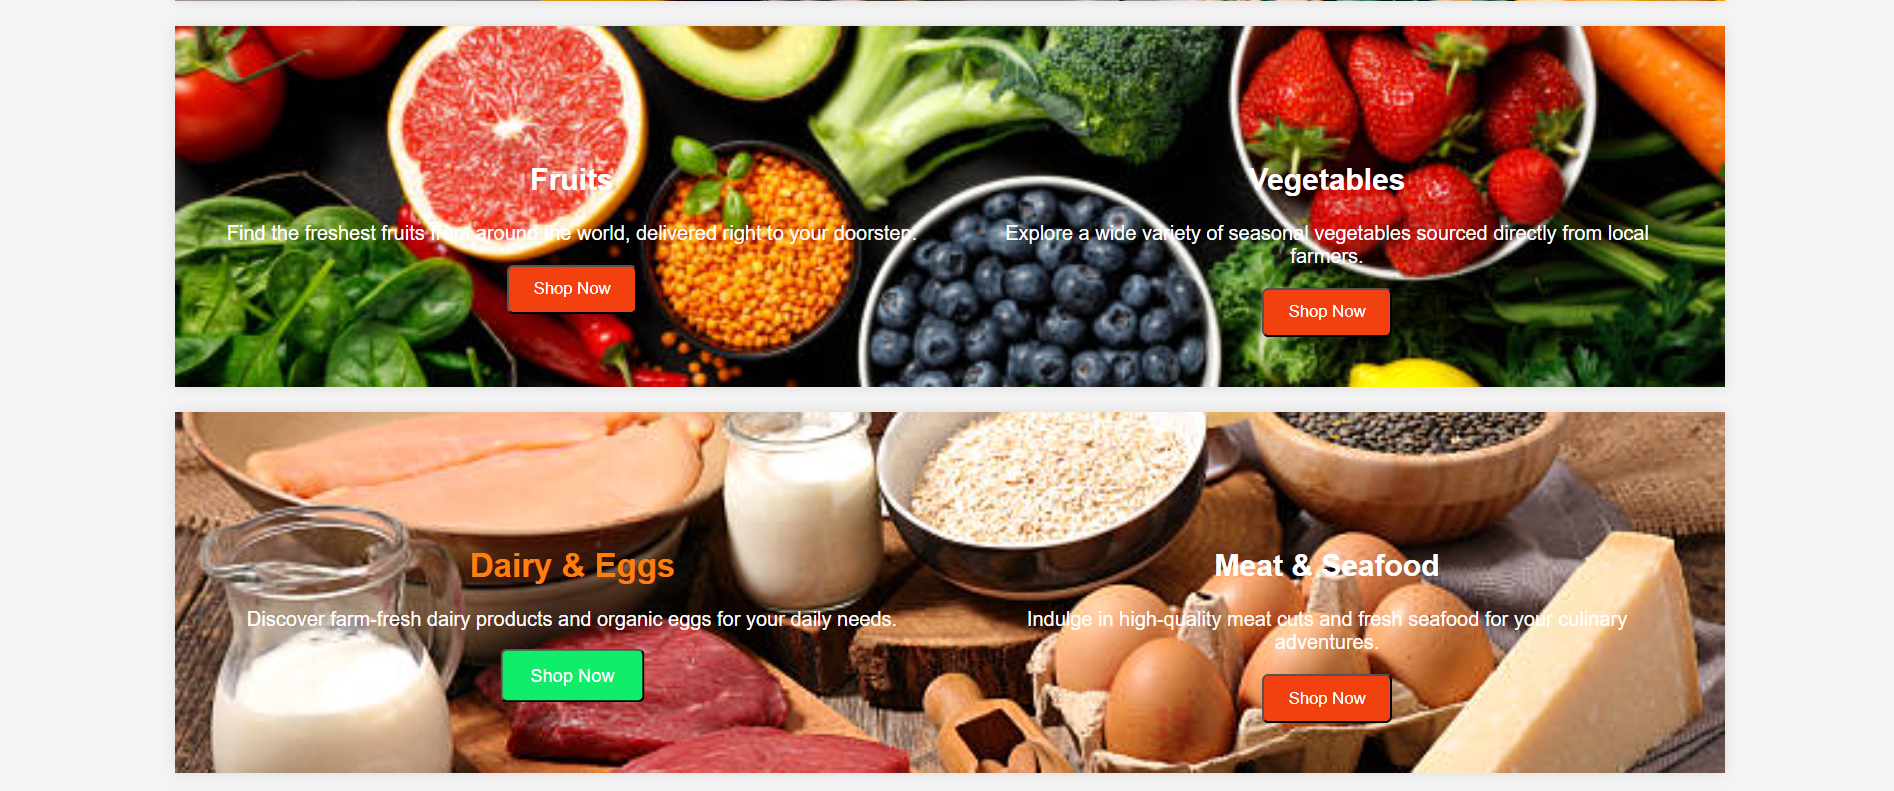 Fruits
Find the freshest fruits from around the world, delivered right to your doorstep.
Shop Now
Vegetables
Explore a wide variety of seasonal vegetables sourced directly from local
farmers.
Shop Now
Dairy & Eggs
Discover farm-fresh dairy products and organic eggs for your daily needs.
Shop Now
Meat & Seafood
Indulge in high-quality meat cuts and fresh seafood for your culinary
adventures.
Shop Now